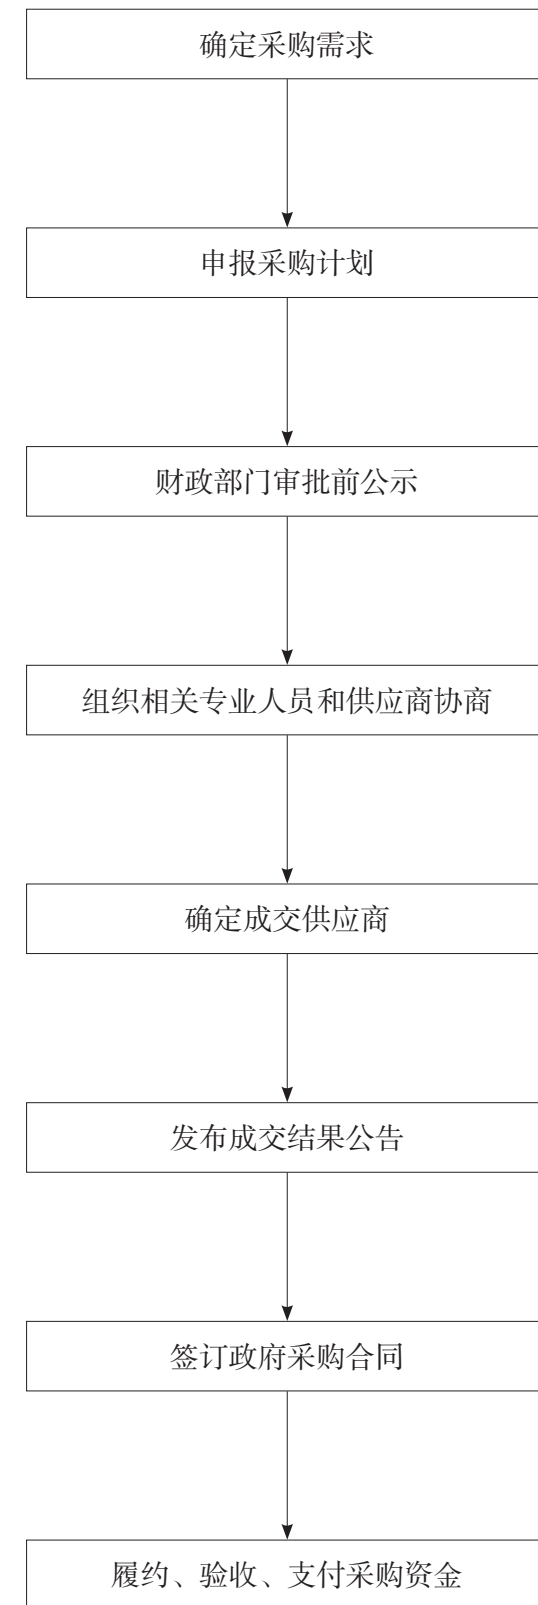 确定采购需求
申报采购计划
财政部门审批前公示
组织相关专业人员和供应商协商
确定成交供应商
发布成交结果公告
签订政府采购合同
履约、验收、支付采购资金